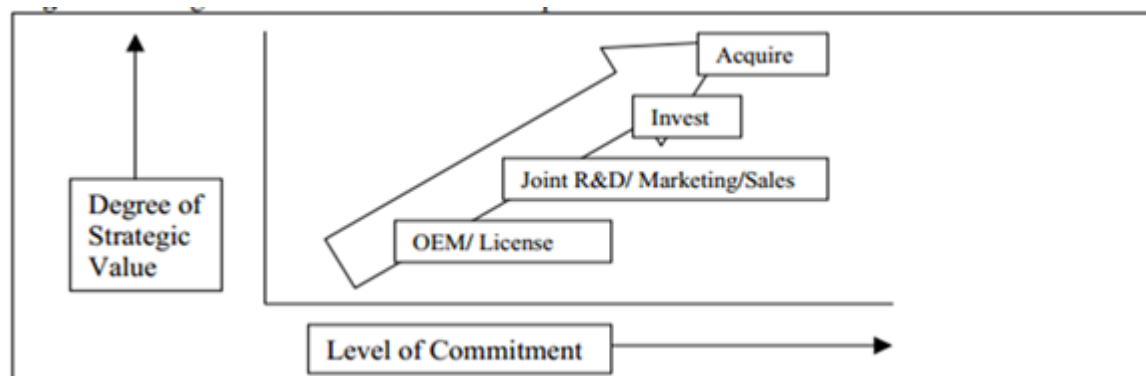 Acquire
Invest
Joint R&D/ Marketing/Sales
Degree of
Strategic
Value
OEM/ License
Level of Commitment